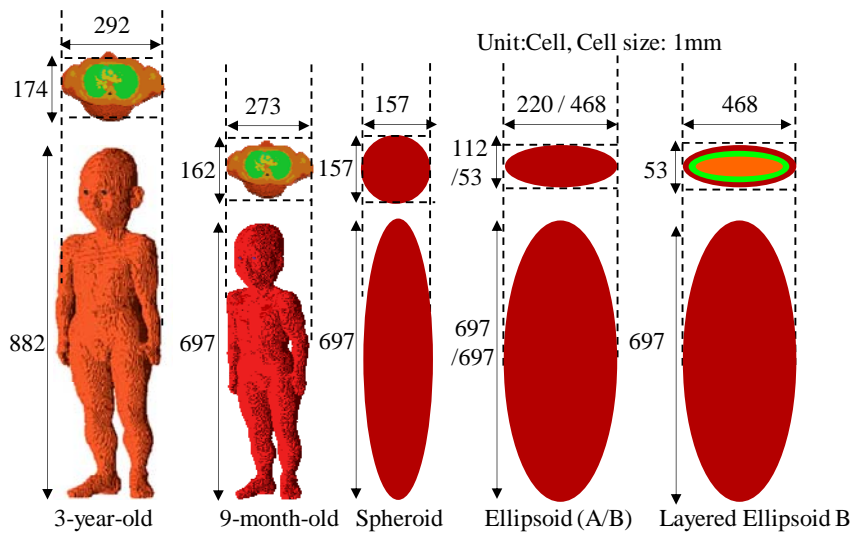 Unit:Cell, Cell size: 1mm
292
174
273
162
157
157
220 / 468
112
/53
468
53
882
697
697
697
/697
697
3-year-old
9-month-old
Spheroid
Ellipsoid (A/B)
Layered Ellipsoid B